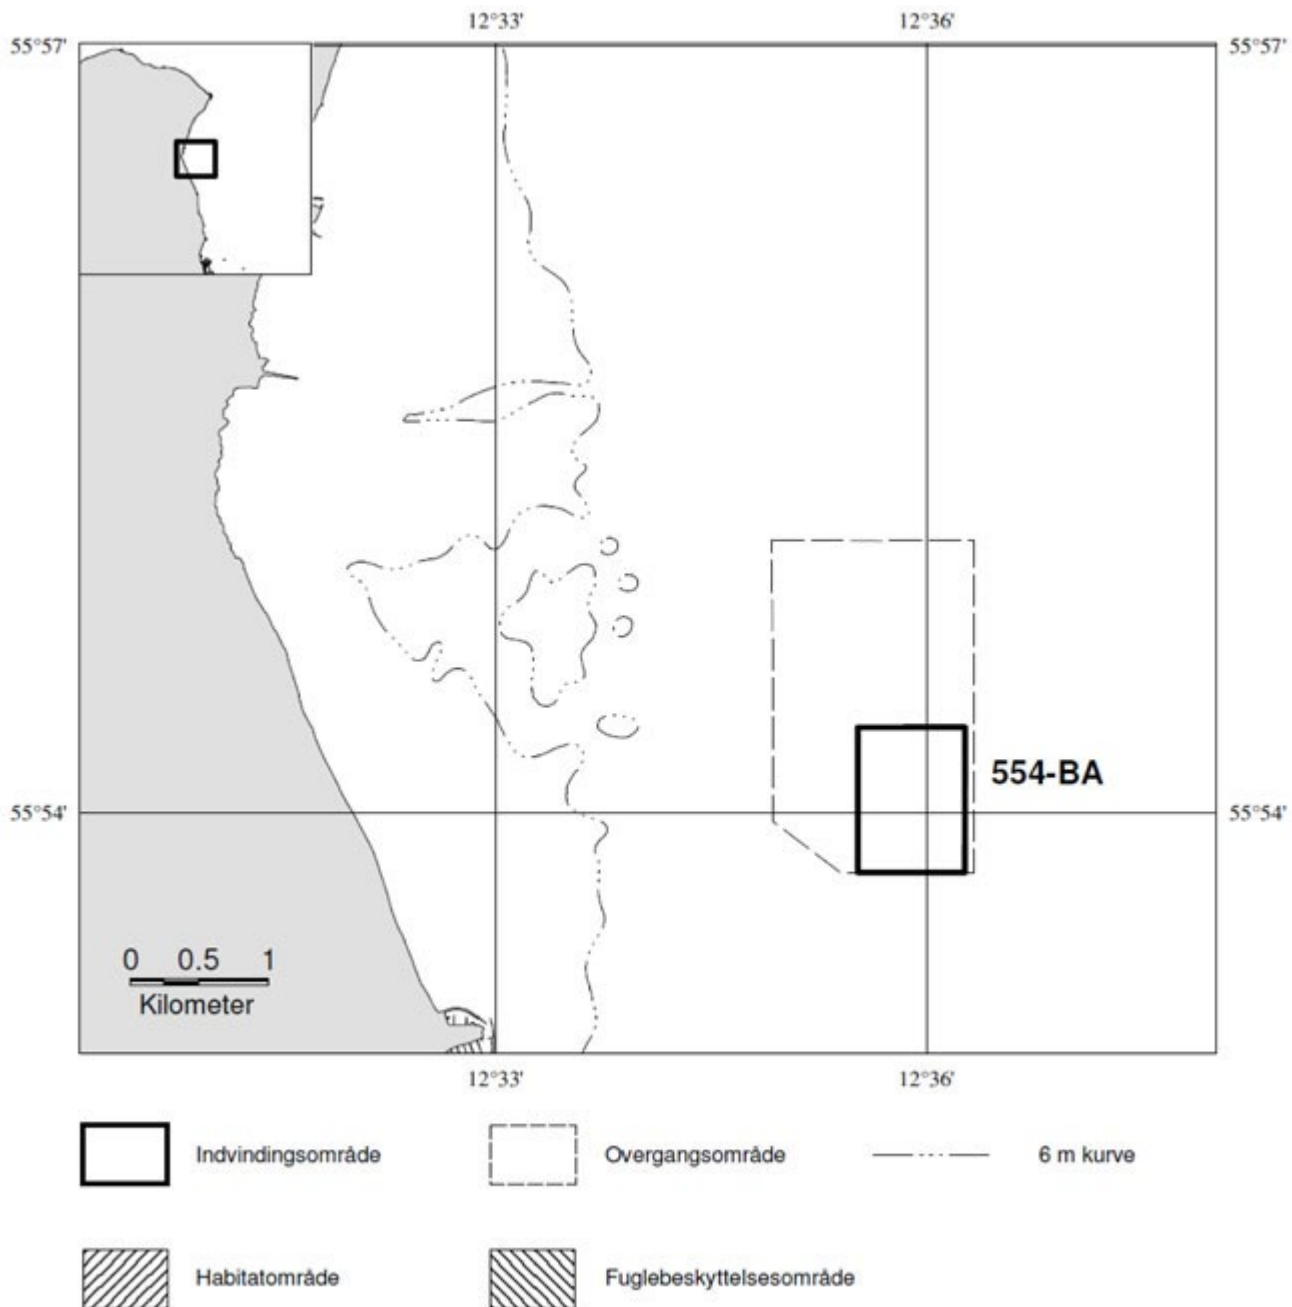 12°33' 12°36'
55°57' 55°57'
554-BA
55°54' 55°54'
0 0.5 1
Kilometer
12°33' 12°36'
Indvindingsområde Overgangsområde 6 m kurve
Habitatområde Fuglebeskyttelsesområde